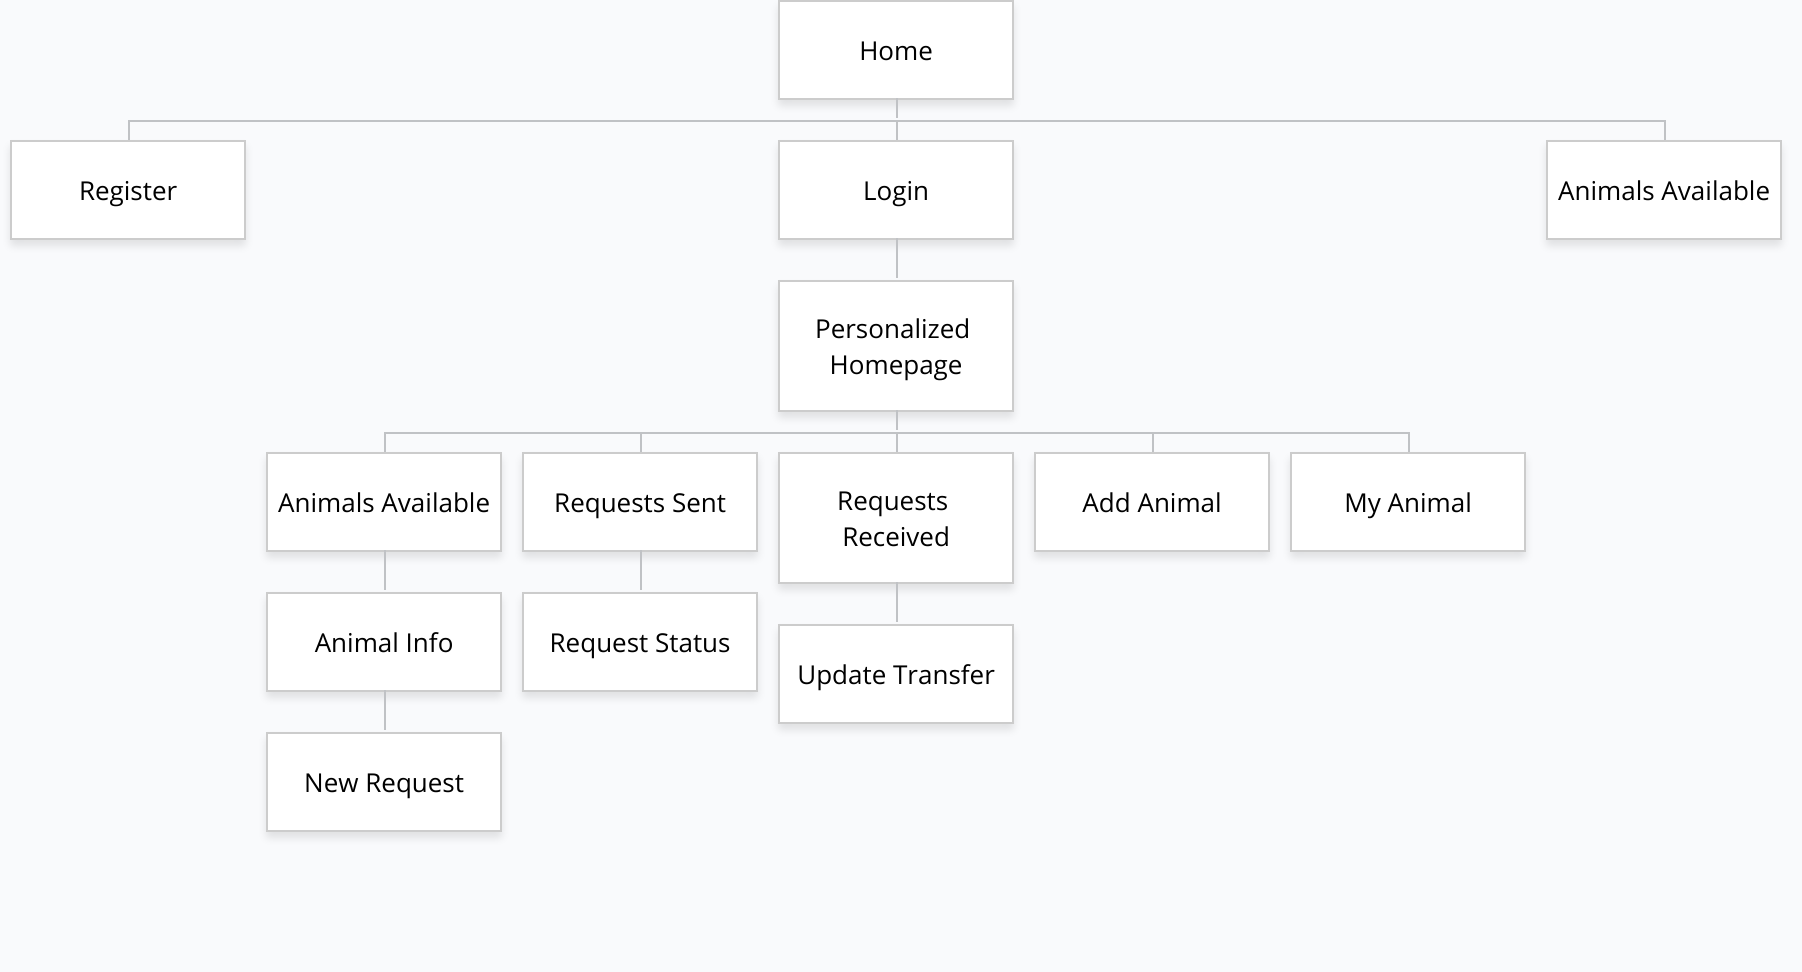 Home
Register
Login
Animals Available
Personalized
Homepage
Animals Available
Requests Sent
Requests
Received
Add Animal
My Animal
Animal Info
Request Status
Update Transfer
New Request